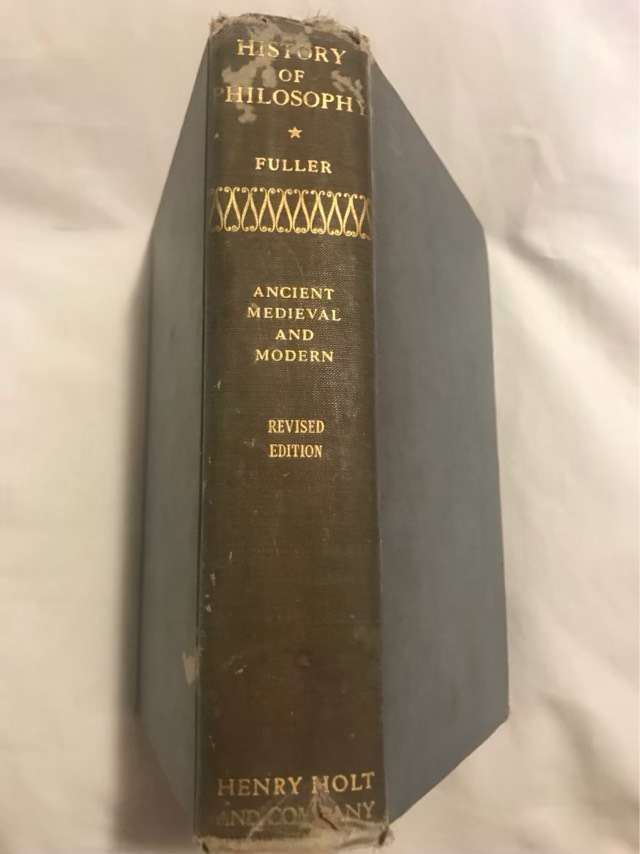 HISTORY
OF
PHILOSOPHY
FULLER
ANCIENT
MEDIEVAL
AND
MODERN
REVISED
EDITION
HENRY HOLT
AND COMPANY